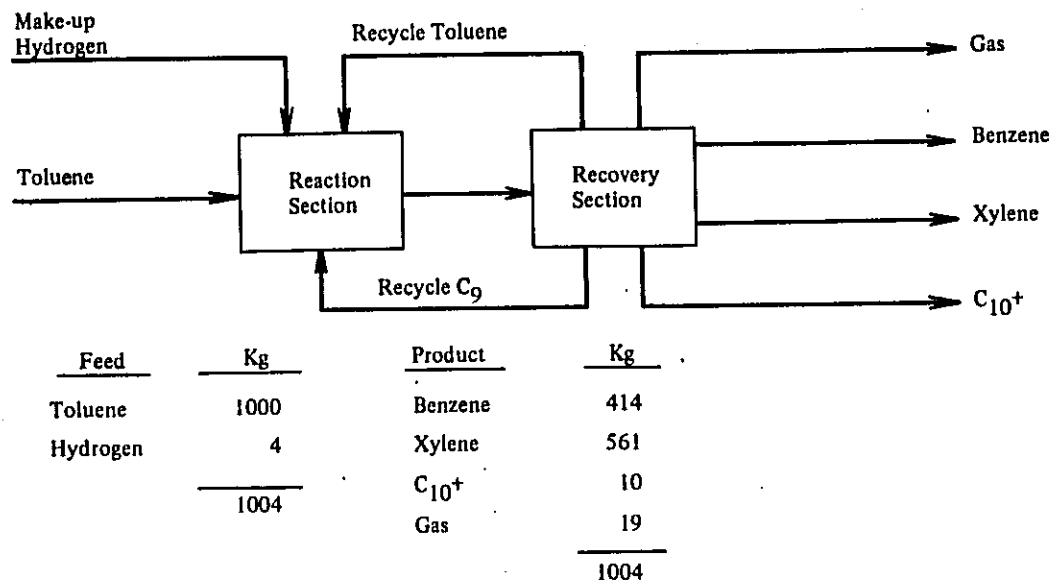 Make-up
Hydrogen
Recycle Toluene
Gas
Benzene
Toluene
Reaction
Section
Recovery
Section
Xylene
Recycle C9
C10+
Feed Kg Product Kg
Toluene 1000 Benzene 414
Hydrogen 4 Xylene 561
1004 C10+ 10
Gas 19
1004